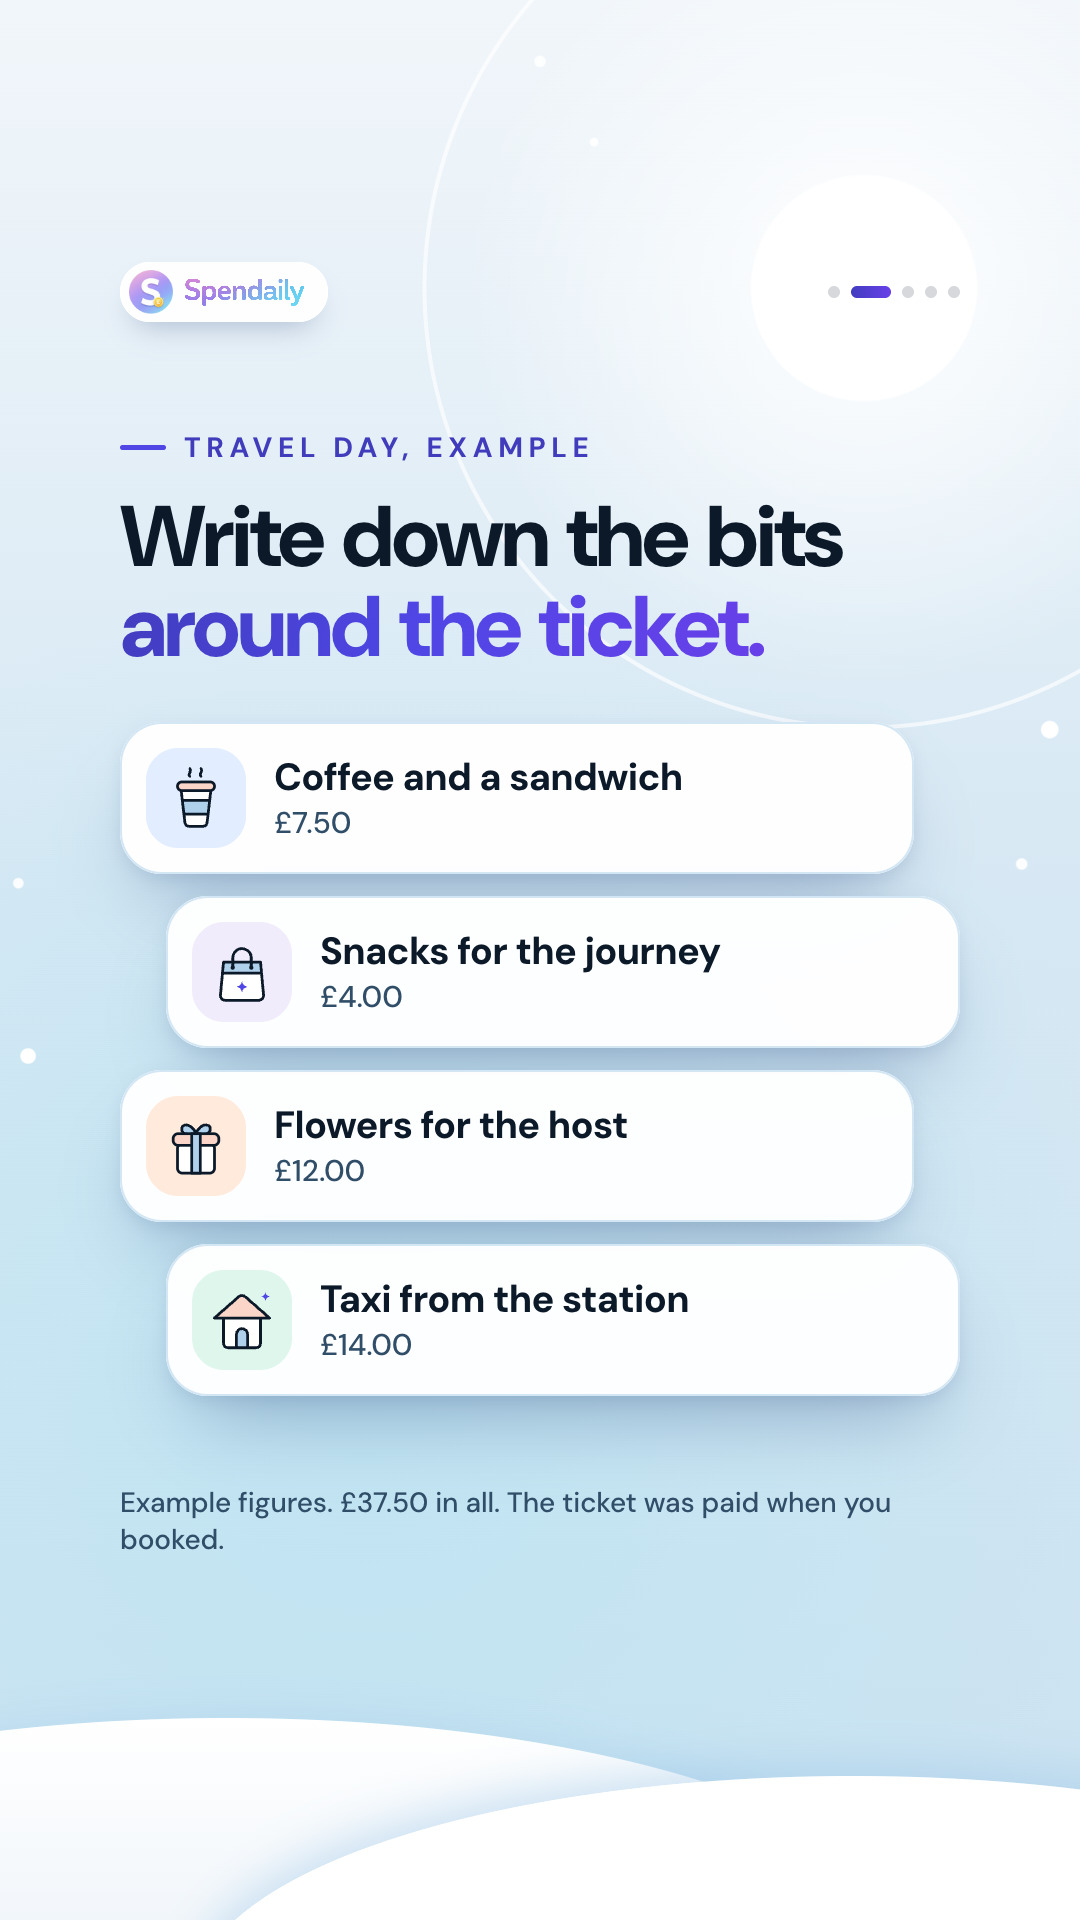 Spendaily
TRAVEL DAY, EXAMPLE
Write down the bits
around the ticket.
Coffee and a sandwich
£7.50
Snacks for the journey
£4.00
Flowers for the host
£12.00
Taxi from the station
£14.00
Example figures. £37.50 in all. The ticket was paid when you
booked.